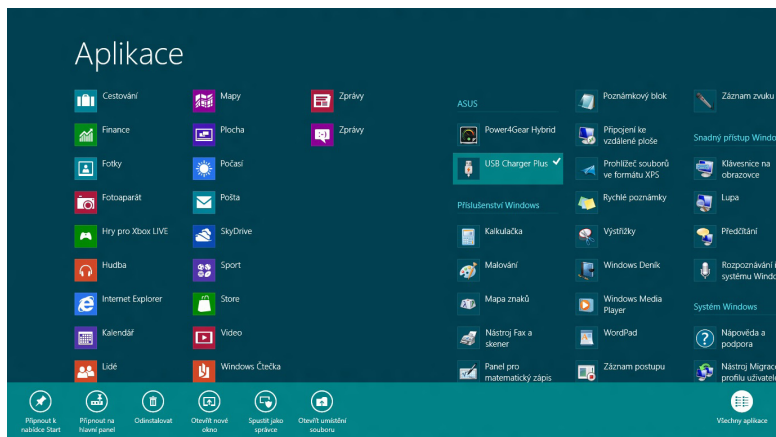 Aplikace
Cestování
Finance
Fotky
Fotoaparát
Hry pro Xbox LIVE
Hudba
Internet Explorer
Kalendář
Lidé
Mapy
Plocha
Počasí
Pošta
SkyDrive
Sport
Store
Video
Windows Čtečka
Zprávy
Zprávy
ASUS
Power4Gear Hybrid
USB Charger Plus
Příslušenství Windows
Kalkulačka
Malování
Mapa znaků
Nástroj Fax a
skener
Panel pro
matematický zápis
Poznámkový blok
Připojení ke
vzdálené ploše
Prohlížeč souborů
ve formátu XPS
Rychlé poznámky
Výstřižky
Windows Deník
Windows Media
Player
WordPad
Záznam postupu
Záznam zvuku
Snadný přístup Windo
Klávesnice na
obrazovce
Lupa
Předčítání
Rozpoznávání
systému Windo
Systém Windows
Nápověda a
podpora
Nástroj Migrace
profilu uživatele
Připnout k
nabídce Start
Připnout na
hlavní panel
Odinstalovat
Otevřít nové
okno
Spustit jako
správce
Otevřít umístění
souboru
Všechny aplikace